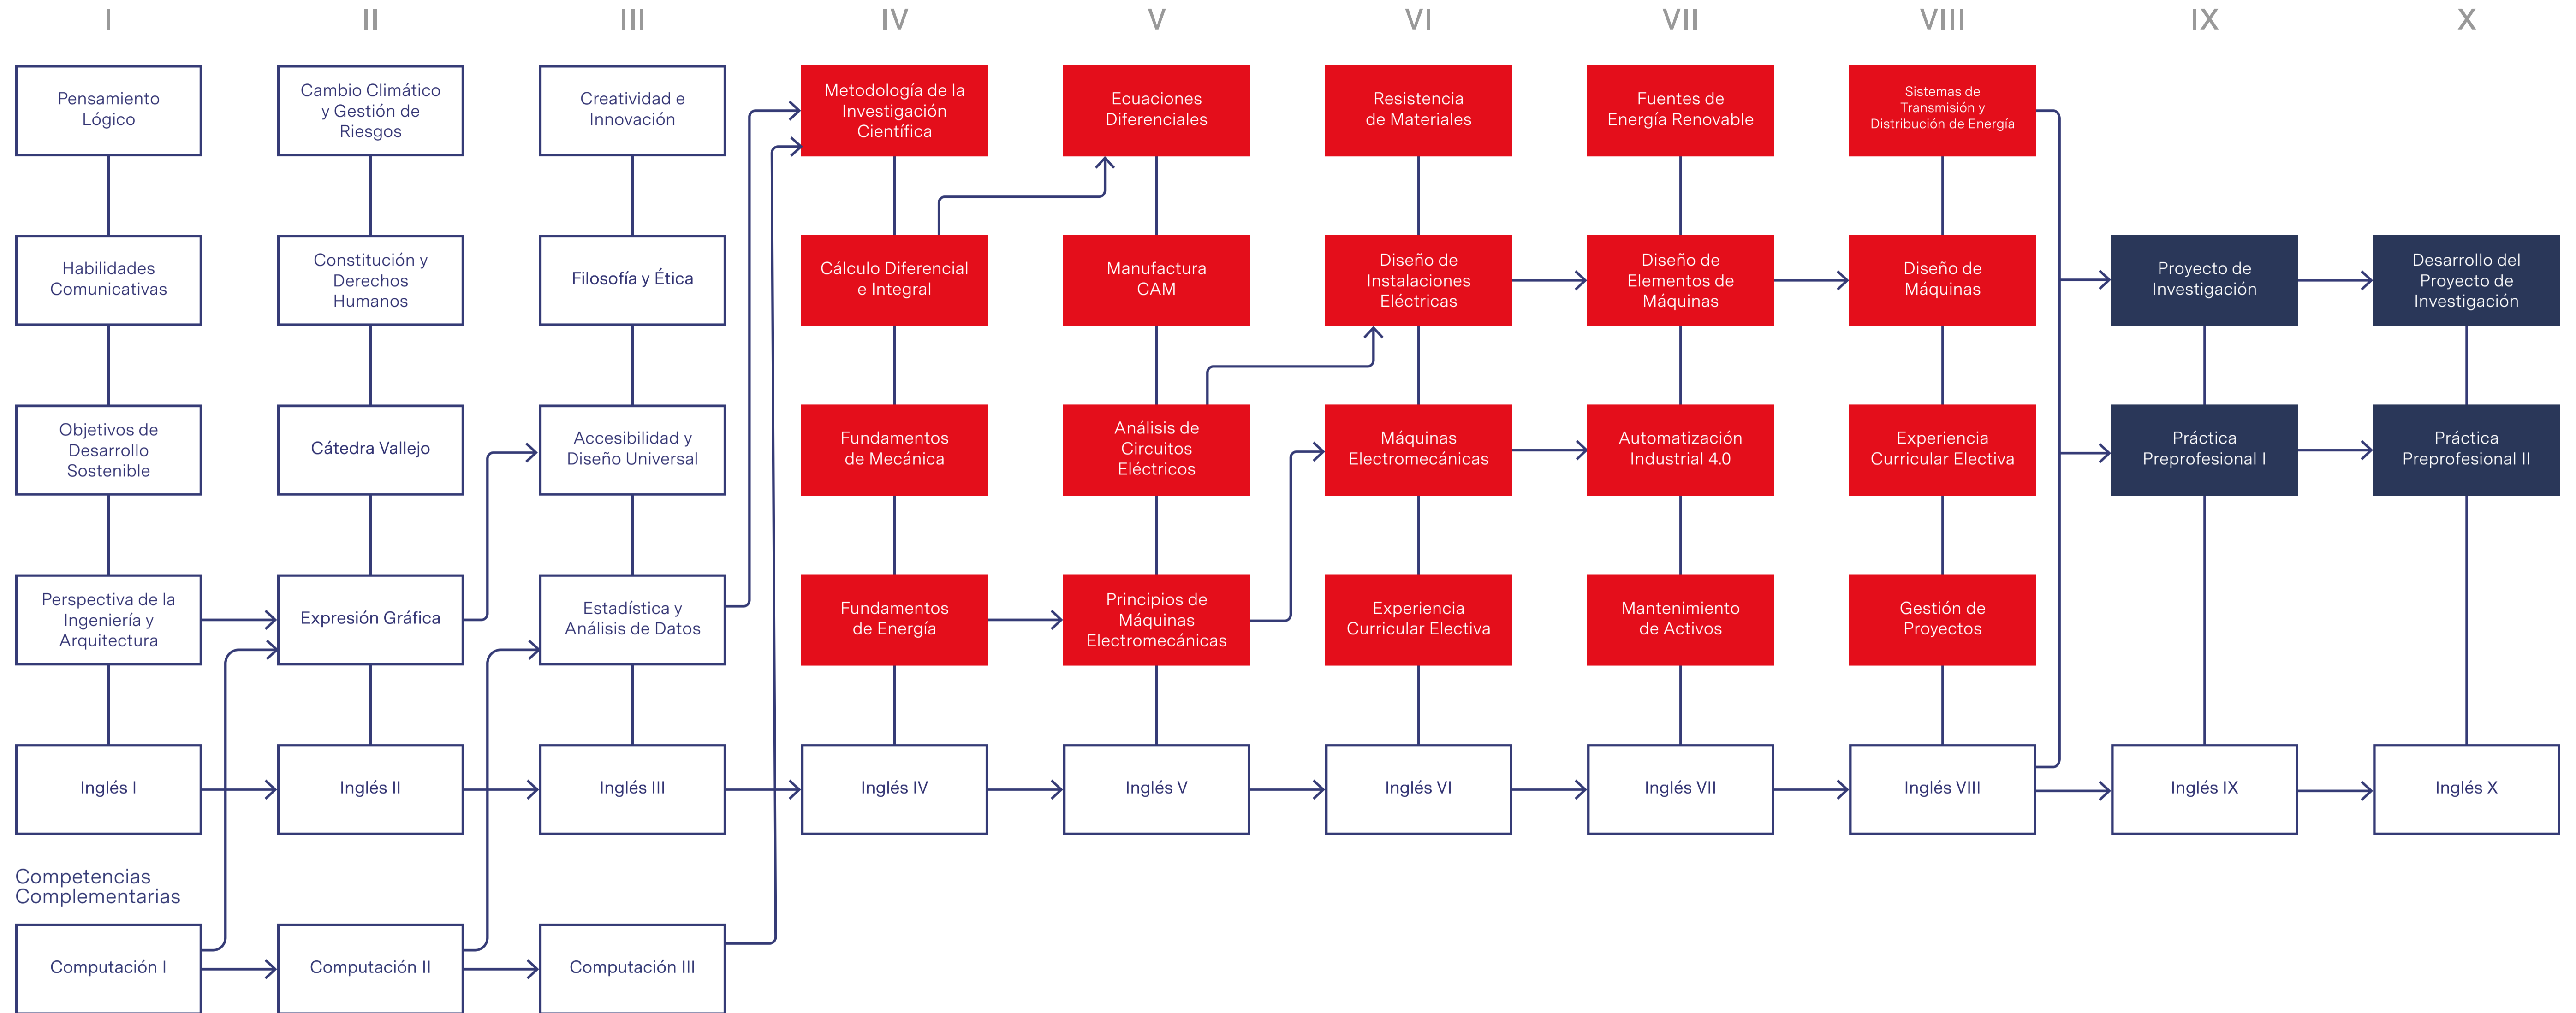 I
II
III
IV
V
VI
VII
VIII
IX
X
Pensamiento
Lógico
Habilidades
Comunicativas
Objetivos de
Desarrollo
Sostenible
Perspectiva de la
Ingeniería y
Arquitectura
Inglés I
Competencias
Complementarias
Computación I
Cambio Climático
y Gestión de
Riesgos
Constitución y
Derechos
Humanos
Cátedra Vallejo
Expresión Gráfica
Inglés II
Computación II
Creatividad e
Innovación
Filosofía y Ética
Accesibilidad y
Diseño Universal
Estadística y
Análisis de Datos
Inglés III
Computación III
Metodología de la
Investigación
Científica
Cálculo Diferencial
e Integral
Fundamentos
de Mecánica
Fundamentos
de Energía
Inglés IV
Ecuaciones
Diferenciales
Manufactura
CAM
Análisis de
Circuitos
Eléctricos
Principios de
Máquinas
Electromecánicas
Inglés V
Resistencia
de Materiales
Diseño de
Instalaciones
Eléctricas
Máquinas
Electromecánicas
Experiencia
Curricular Electiva
Inglés VI
Fuentes de
Energía Renovable
Diseño de
Elementos de
Máquinas
Automatización
Industrial 4.0
Mantenimiento
de Activos
Inglés VII
Sistemas de
Transmisión y
Distribución de Energía
Diseño de
Máquinas
Experiencia
Curricular Electiva
Gestión de
Proyectos
Inglés VIII
Proyecto de
Investigación
Práctica
Preprofesional I
Inglés IX
Desarrollo del
Proyecto de
Investigación
Práctica
Preprofesional II
Inglés X